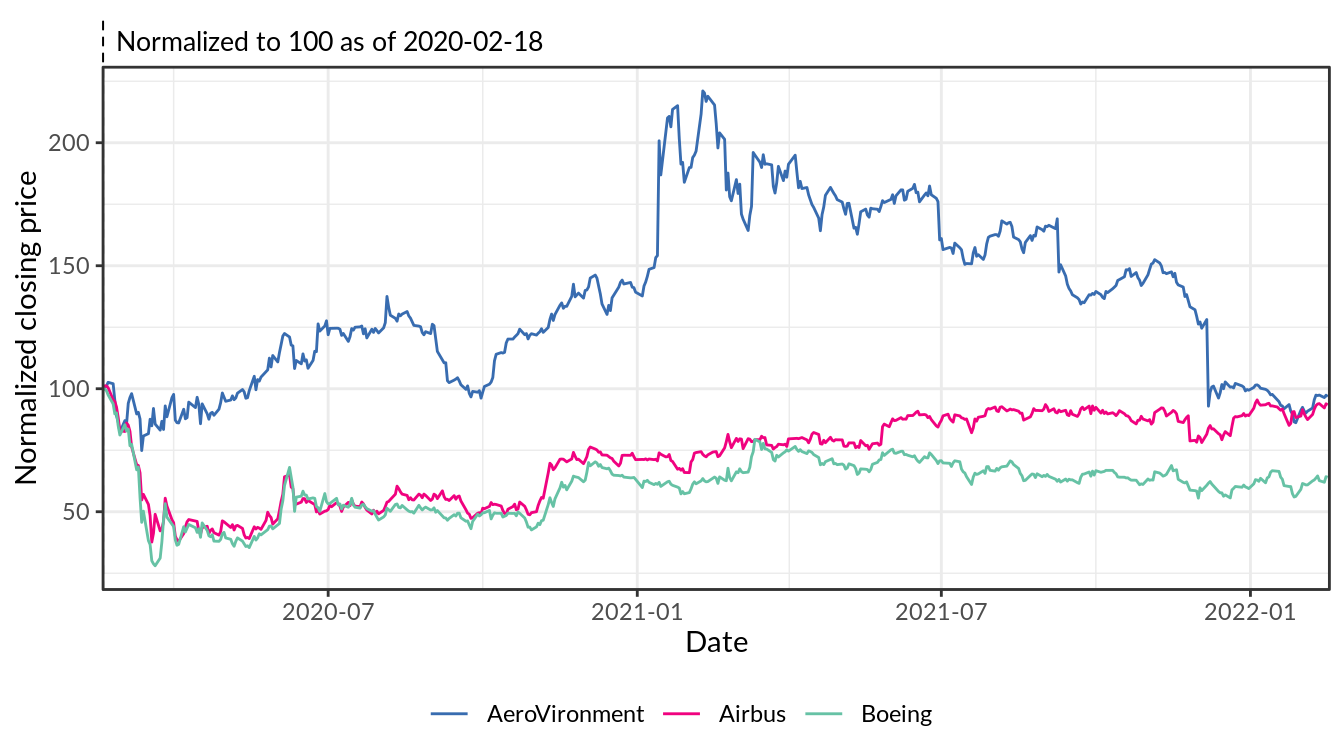 Normalized to 100 as of 2020-02-18
Normalized closing price
200
150
100
50
2020-07 2021-01 2021-07 2022-01
Date
AeroVironment Airbus Boeing